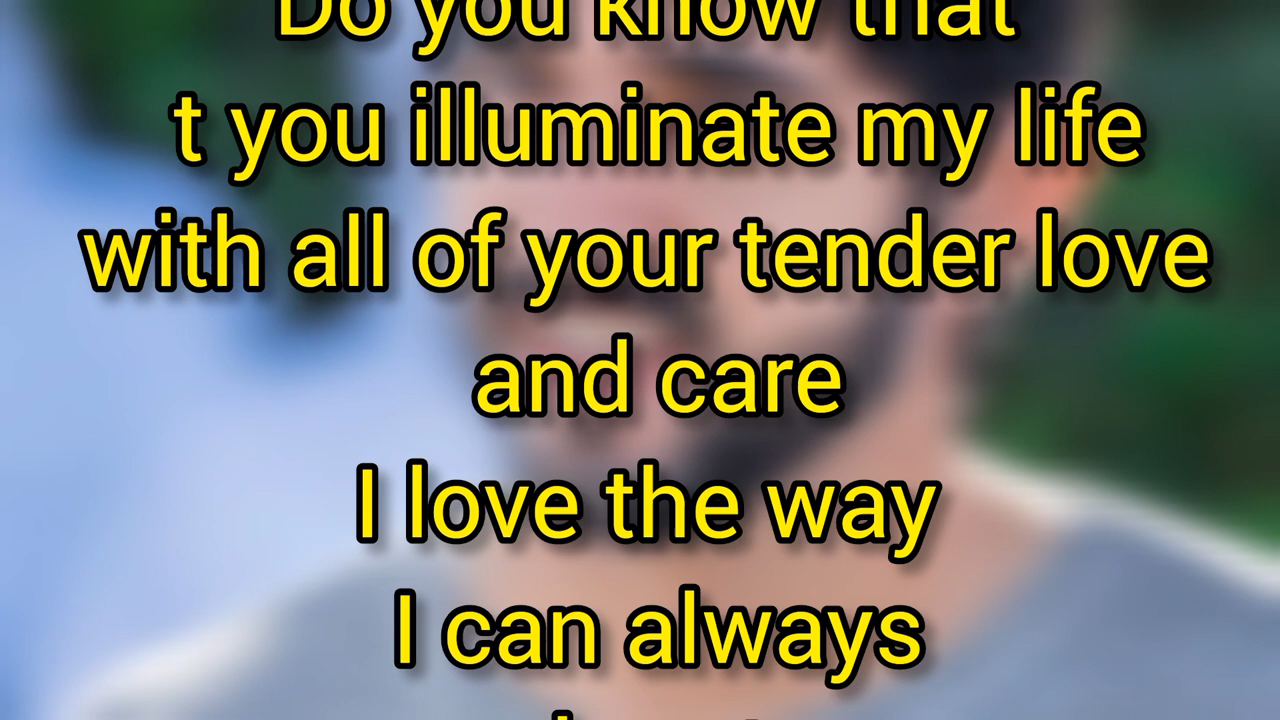 Do you know that
t you illuminate my life
with all of your tender love
and care
I love the way
I can always